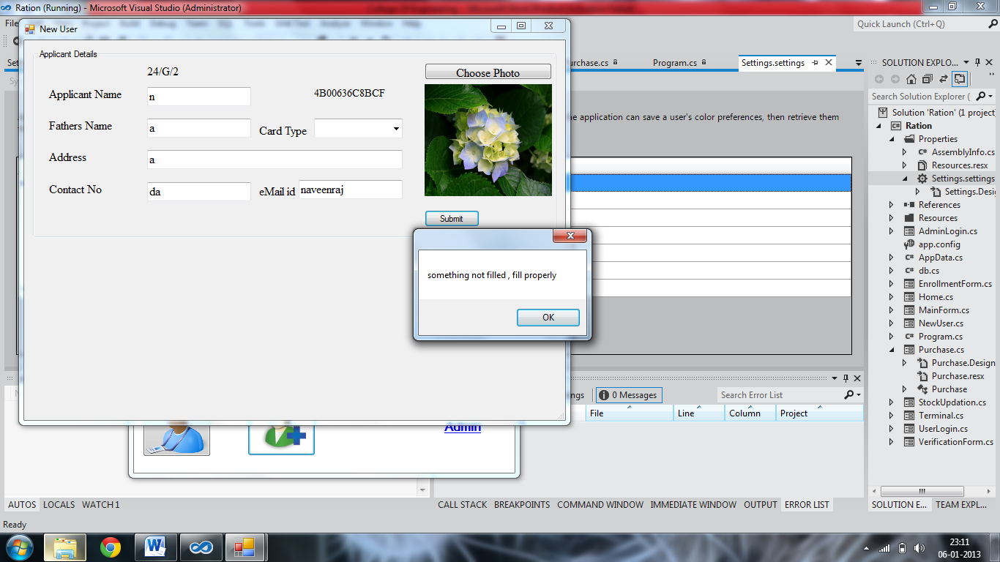 Ration (Running) - Microsoft Visual Studio (Administrator)
Quick Launch (Ctrl+Q)
New User
Applicant Details
24/G/2
Choose Photo
Applicant Name
n
4B00636C8BCF
Fathers Name
a
Card Type
Address
a
Contact No
da
eMail id
naveenraj
Submit
something not filled , fill properly
OK
Admin
urchase.cs
Program.cs
Settings.settings
he application can save a user's color preferences, then retrieve them
SOLUTION EXPLO...
Search Solution Explorer (
Solution 'Ration' (1 project
Ration
Properties
AssemblyInfo.cs
Resources.resx
Settings.settings
Settings.Desi
References
Resources
AdminLogin.cs
app.config
AppData.cs
db.cs
EnrollmentForm.cs
Home.cs
MainForm.cs
NewUser.cs
Program.cs
Purchase.cs
Purchase.Design
Purchase.resx
Purchase
StockUpdation.cs
Terminal.cs
UserLogin.cs
VerificationForm.cs
ngs
0 Messages
Search Error List
File Line Column Project
AUTOS LOCALS WATCH 1
CALL STACK BREAKPOINTS COMMAND WINDOW IMMEDIATE WINDOW OUTPUT ERROR LIST
SOLUTION E... TEAM EXPL...
Ready
23:11
06-01-2013